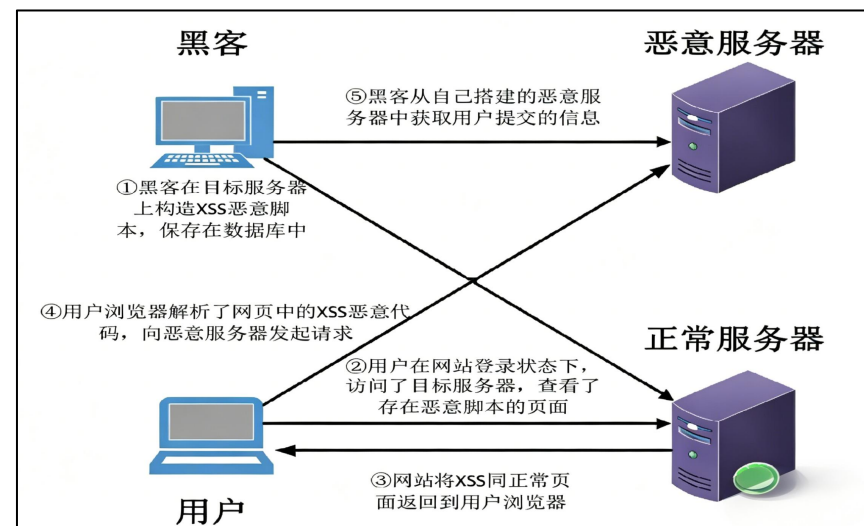 黑客
恶意服务器
⑤黑客从自己搭建的恶意服
务器中获取用户提交的信息
①黑客在目标服务器
上构造XSS恶意脚
本，保存在数据库中
④用户浏览器解析了网页中的XSS恶意代
码，向恶意服务器发起请求
正常服务器
②用户在网站登录状态下，
访问了目标服务器，查看了
存在恶意脚本的页面
③网站将XSS同正常页
面返回到用户浏览器
用户